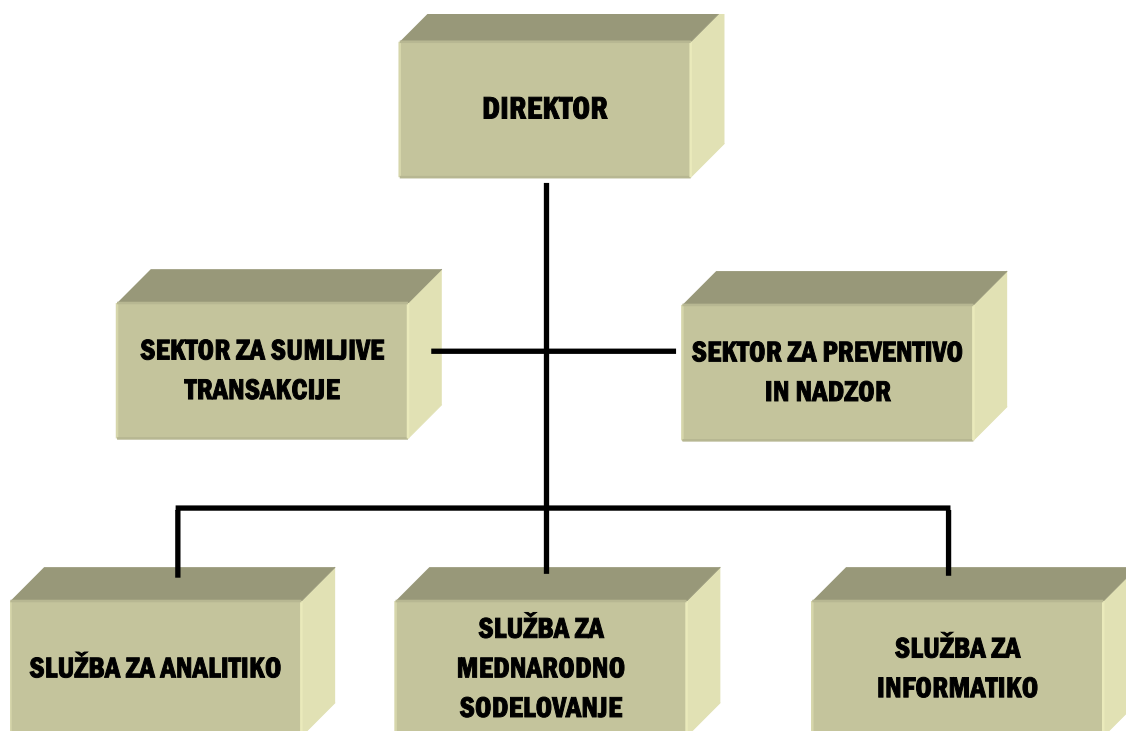 DIREKTOR
SEKTOR ZA SUMLJIVE
TRANSAKCIJE
SEKTOR ZA PREVENTIVO
IN NADZOR
SLUŽBA ZA ANALITIKO
SLUŽBA ZA
MEDNARODNO
SODELOVANJE
SLUŽBA ZA
INFORMATIKO